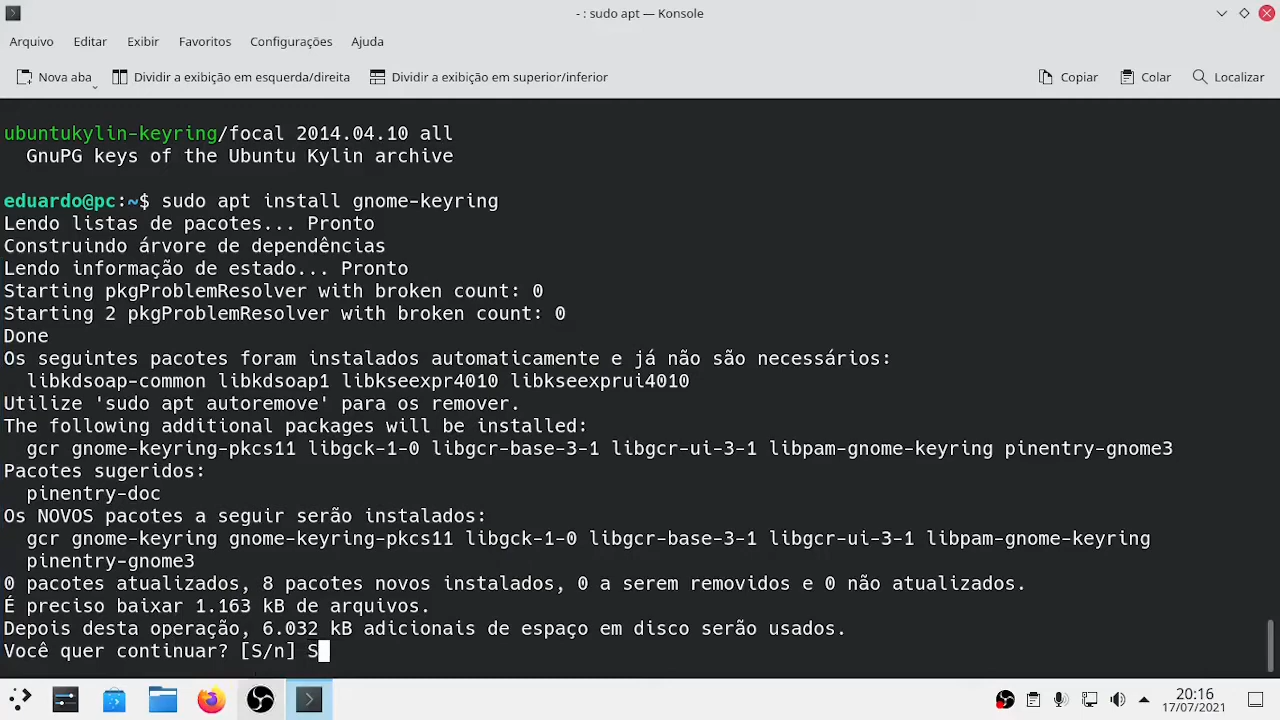 - : sudo apt — Konsole
Arquivo Editar Exibir Favoritos Configurações Ajuda
Nova aba Dividir a exibição em esquerda/direita Dividir a exibição em superior/inferior Copiar Colar Localizar
ubuntukylin-keyring/focal 2014.04.10 all
GnuPG keys of the Ubuntu Kylin archive
eduardo@pc:~$ sudo apt install gnome-keyring
Lendo listas de pacotes... Pronto
Construindo árvore de dependências
Lendo informação de estado... Pronto
Starting pkgProblemResolver with broken count: 0
Starting 2 pkgProblemResolver with broken count: 0
Done
Os seguintes pacotes foram instalados automaticamente e já não são necessários:
libkdsoap-common libkdsoap1 libkseexpr4010 libkseexprui4010
Utilize 'sudo apt autoremove' para os remover.
The following additional packages will be installed:
gcr gnome-keyring-pkcs11 libgck-1-0 libgcr-base-3-1 libgcr-ui-3-1 libpam-gnome-keyring pinentry-gnome3
Pacotes sugeridos:
pinentry-doc
Os NOVOS pacotes a seguir serão instalados:
gcr gnome-keyring gnome-keyring-pkcs11 libgck-1-0 libgcr-base-3-1 libgcr-ui-3-1 libpam-gnome-keyring
pinentry-gnome3
0 pacotes atualizados, 8 pacotes novos instalados, 0 a serem removidos e 0 não atualizados.
É preciso baixar 1.163 kB de arquivos.
Depois desta operação, 6.032 kB adicionais de espaço em disco serão usados.
Você quer continuar? [S/n] S
20:16
17/07/2021